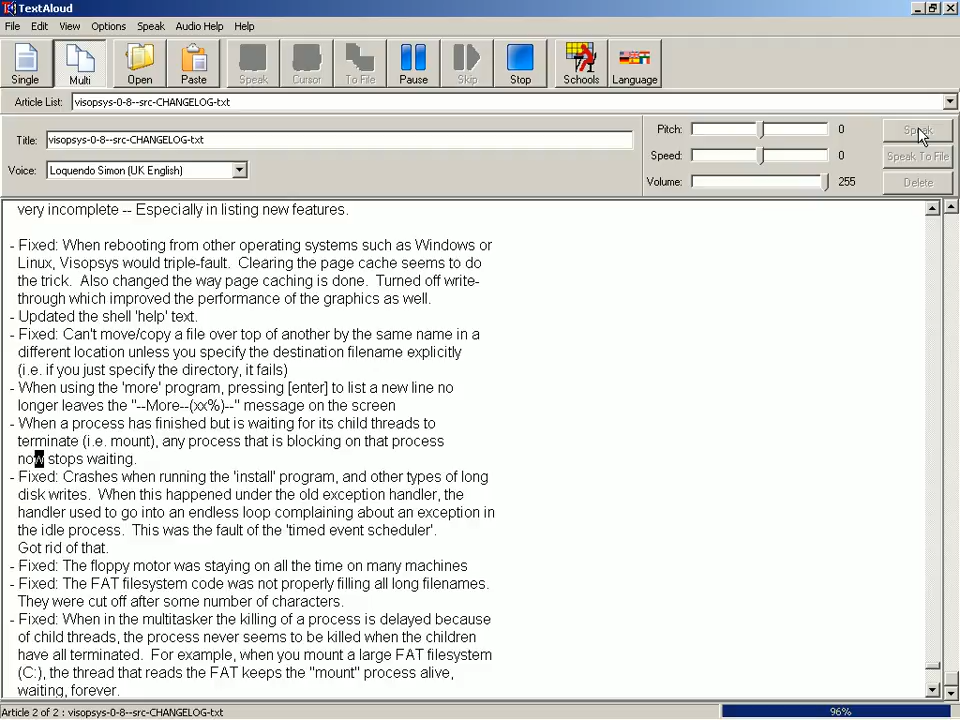 TextAloud
File Edit View Options Speak Audio Help Help
Single Multi Open Paste Speak Cursor To File Pause Skip Stop Schools Language
Article List: visopsys-0-8--src-CHANGELOG-txt
Title: visopsys-0-8--src-CHANGELOG-txt
Pitch: 0 Speak
Voice: Loquendo Simon (UK English)
Speed: 0 Speak To File
Volume: 255 Delete
very incomplete -- Especially in listing new features.
- Fixed: When rebooting from other operating systems such as Windows or
Linux, Visopsys would triple-fault.  Clearing the page cache seems to do
the trick.  Also changed the way page caching is done.  Turned off write-
through which improved the performance of the graphics as well.
- Updated the shell 'help' text.
- Fixed: Can't move/copy a file over top of another by the same name in a
different location unless you specify the destination filename explicitly
(i.e. if you just specify the directory, it fails)
- When using the 'more' program, pressing [enter] to list a new line no
longer leaves the "--More--(xx%)--" message on the screen
- When a process has finished but is waiting for its child threads to
terminate (i.e. mount), any process that is blocking on that process
now stops waiting.
- Fixed: Crashes when running the 'install' program, and other types of long
disk writes.  When this happened under the old exception handler, the
handler used to go into an endless loop complaining about an exception in
the idle process.  This was the fault of the 'timed event scheduler'.
Got rid of that.
- Fixed: The floppy motor was staying on all the time on many machines
- Fixed: The FAT filesystem code was not properly filling all long filenames.
They were cut off after some number of characters.
- Fixed: When in the multitasker the killing of a process is delayed because
of child threads, the process never seems to be killed when the children
have all terminated.  For example, when you mount a large FAT filesystem
(C:), the thread that reads the FAT keeps the "mount" process alive,
waiting, forever.
Article 2 of 2 : visopsys-0-8--src-CHANGELOG-txt 96%